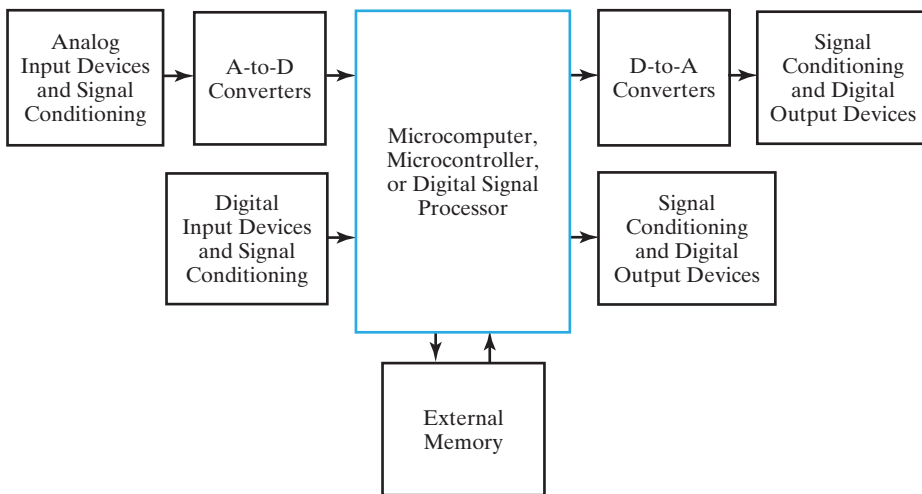 Analog
Input Devices
and Signal
Conditioning
A-to-D
Converters
Microcomputer,
Microcontroller,
or Digital Signal
Processor
D-to-A
Converters
Signal
Conditioning
and Digital
Output Devices
Digital
Input Devices
and Signal
Conditioning
Signal
Conditioning
and Digital
Output Devices
External
Memory